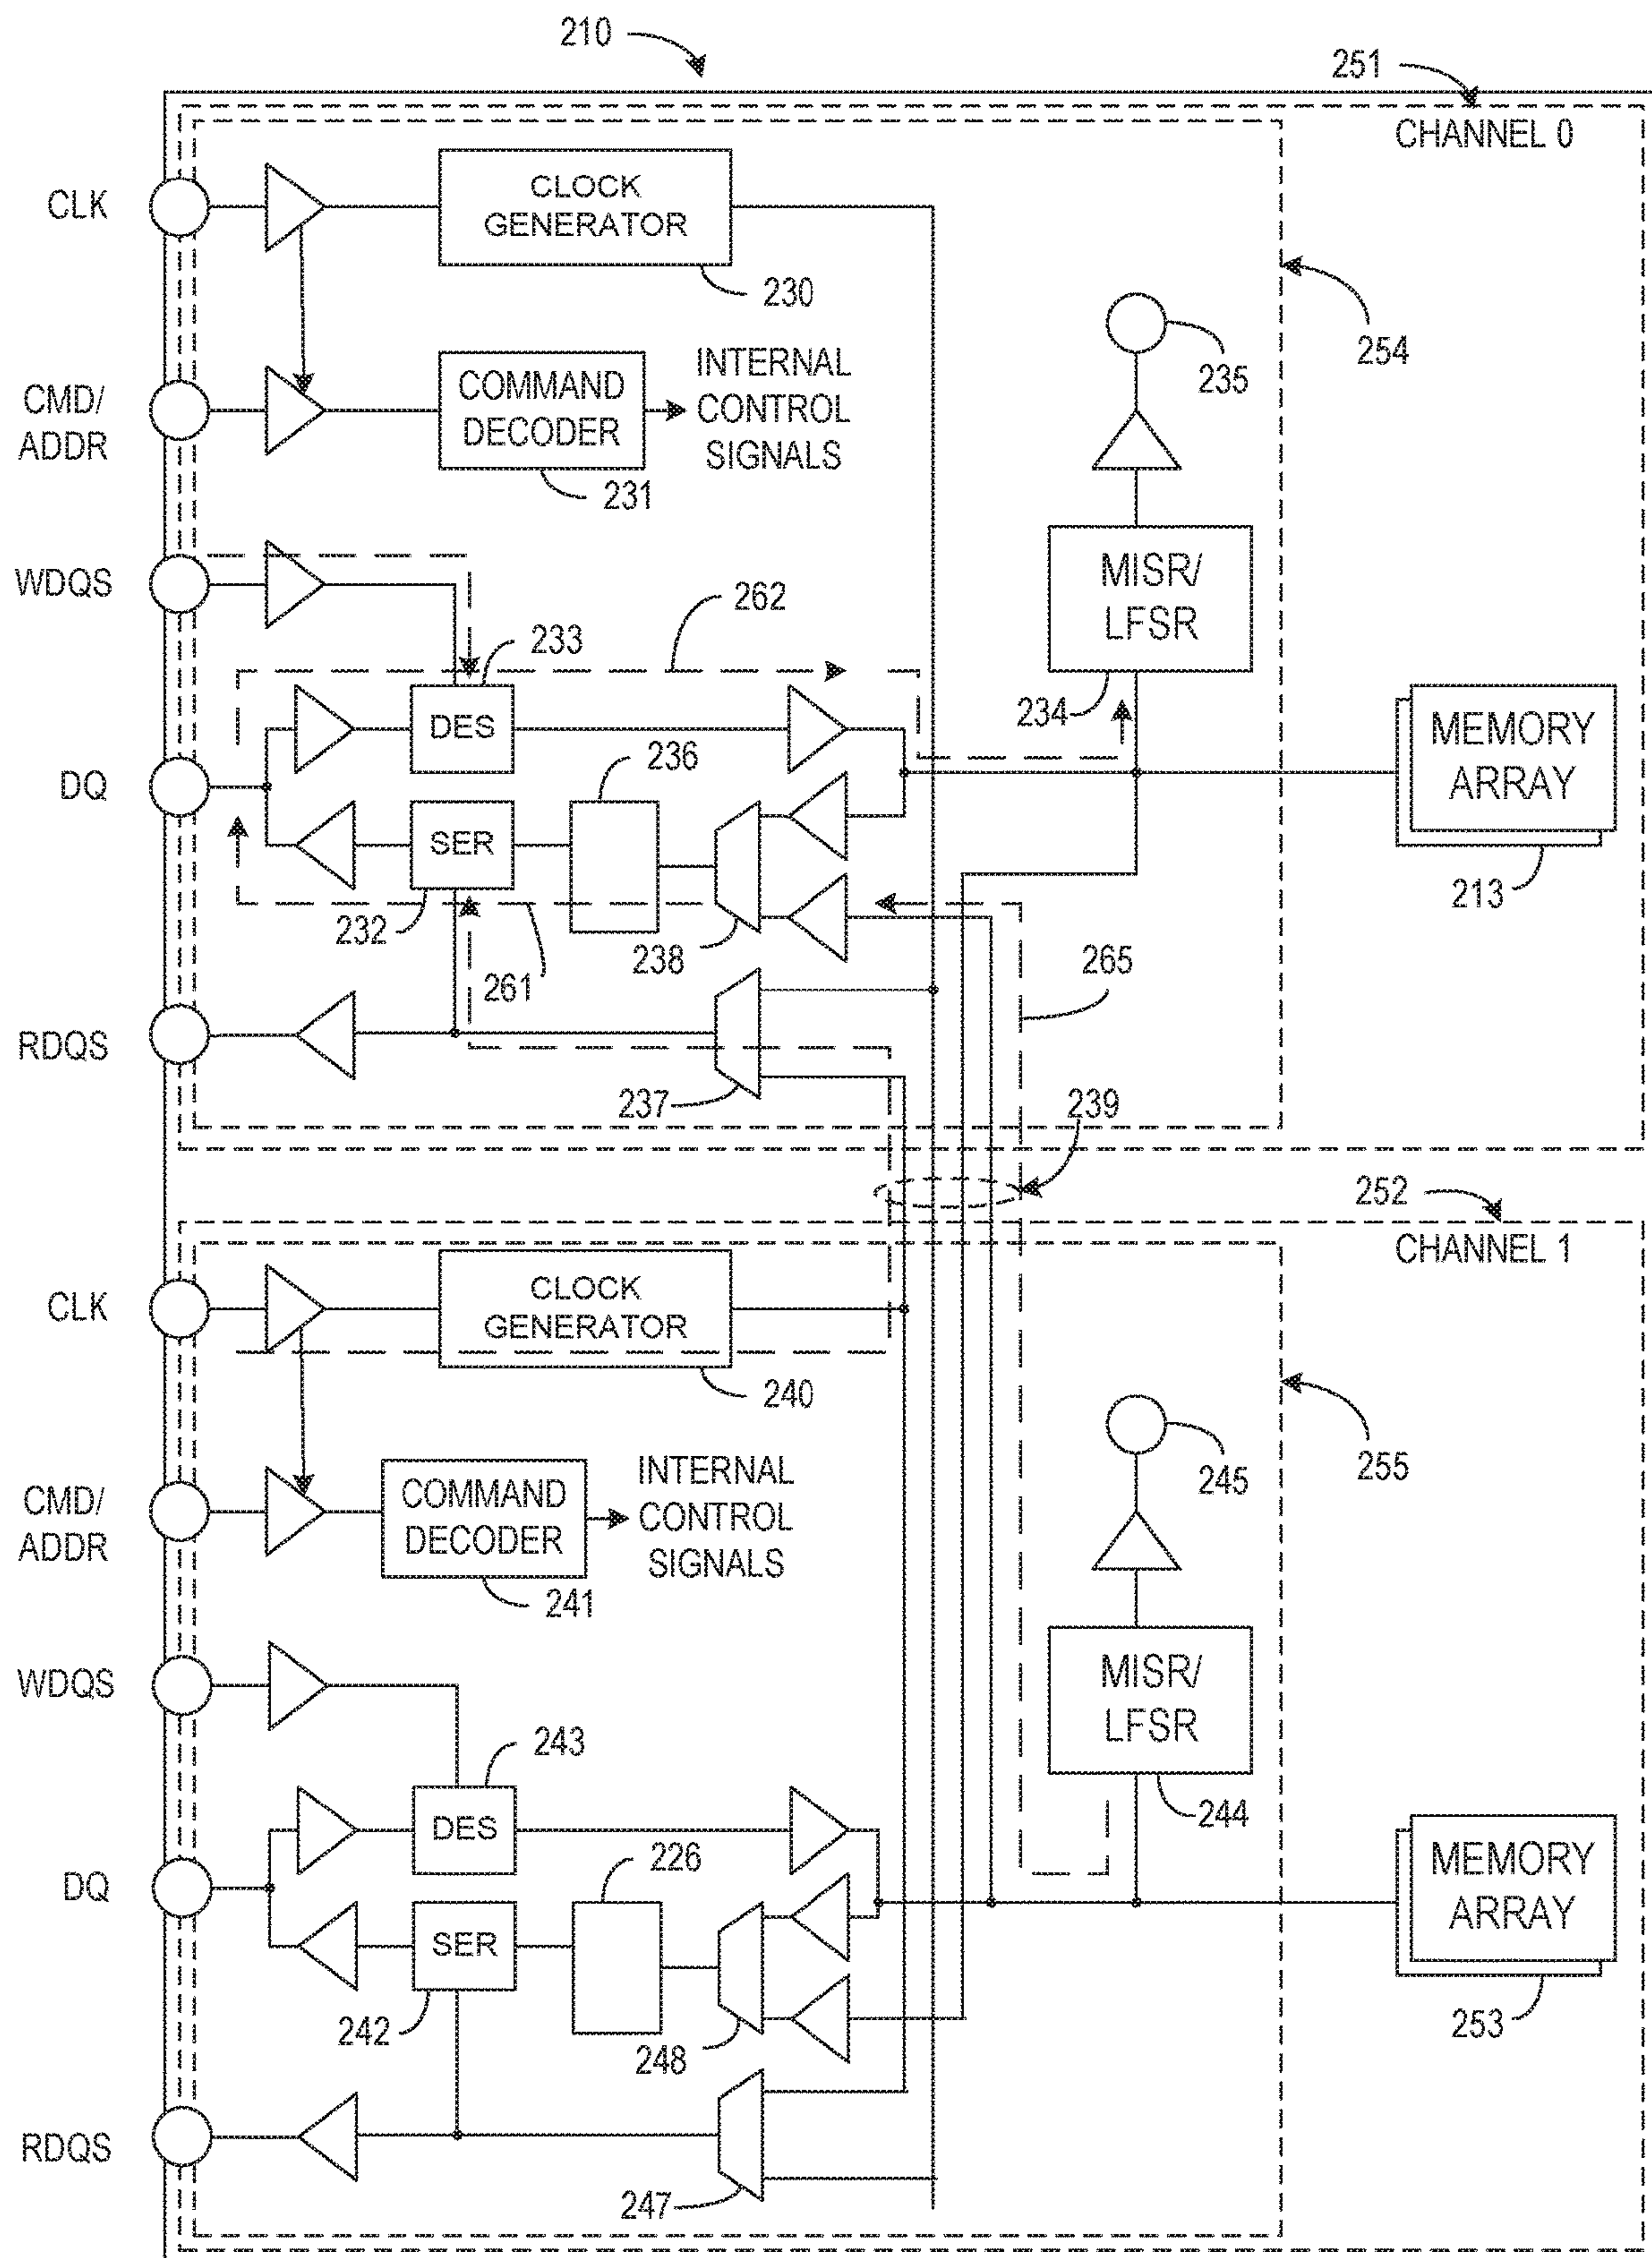 210
251
CHANNEL 0
CLK
CLOCK
GENERATOR
230
254
235
CMD/
ADDR
COMMAND
DECODER
231
INTERNAL
CONTROL
SIGNALS
WDQS
262
MISR/
LFSR
233
234
DES
236
DQ
MEMORY
ARRAY
213
SER
232
238
261
265
RDQS
237
239
252
CHANNEL 1
CLK
CLOCK
GENERATOR
240
255
245
CMD/
ADDR
COMMAND
DECODER
241
INTERNAL
CONTROL
SIGNALS
WDQS
MISR/
LFSR
243
244
DES
226
DQ
MEMORY
ARRAY
253
SER
242
248
RDQS
247